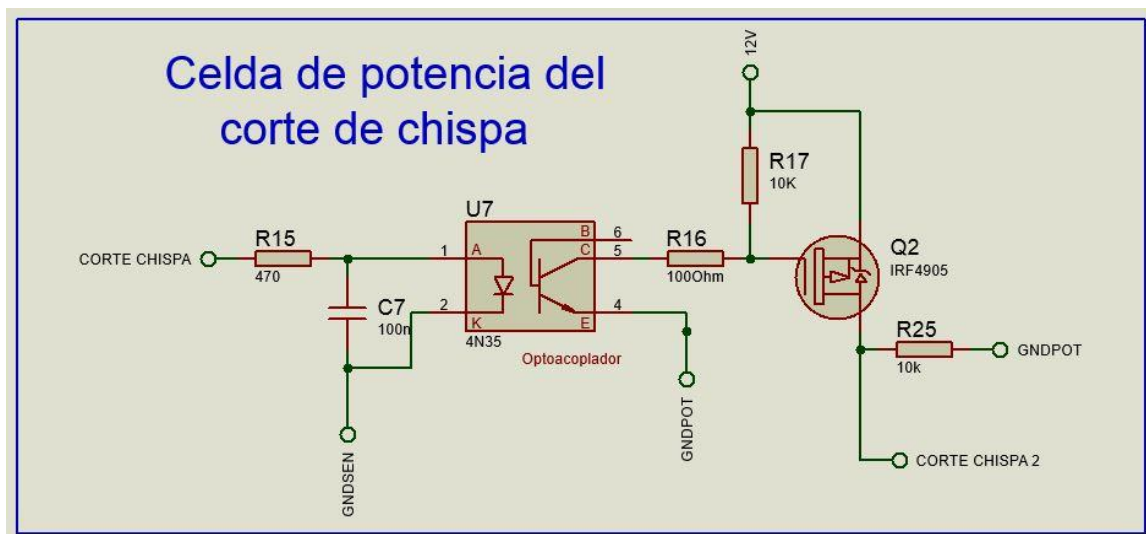 Celda de potencia del
corte de chispa
12V
R17
10K
U7
B
6
C
5
A
1
K
2
E
4
4N35
Optoacoplador
R15
470
CORTE CHISPA
C7
100n
GNDSEN
R16
100Ohm
GNDPOT
Q2
IRF4905
R25
10k
GNDPOT
CORTE CHISPA 2